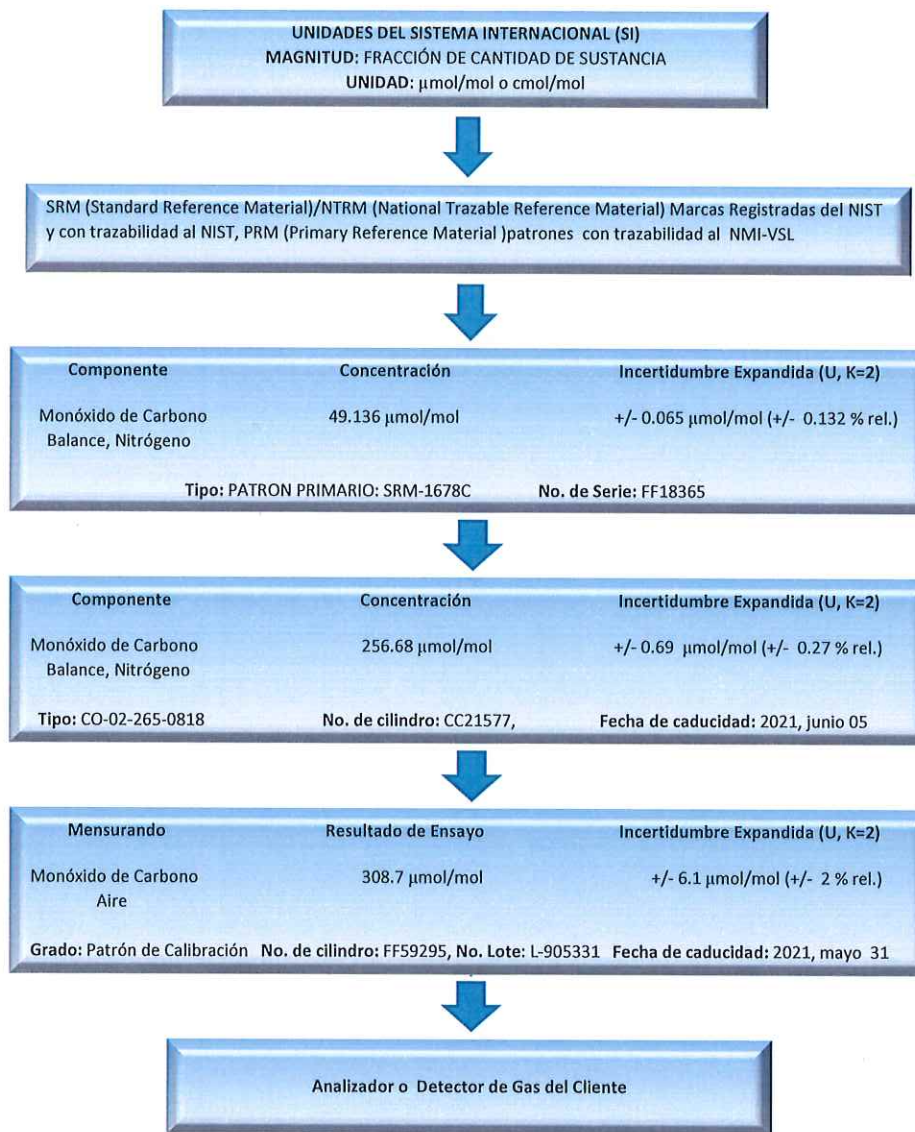 UNIDADES DEL SISTEMA INTERNACIONAL (SI)
MAGNITUD: FRACCIÓN DE CANTIDAD DE SUSTANCIA
UNIDAD: µmol/mol o cmol/mol
SRM (Standard Reference Material)/NTRM (National Trazable Reference Material) Marcas Registradas del NIST
y con trazabilidad al NIST, PRM (Primary Reference Material )patrones con trazabilidad al NMI-VSL
Componente Concentración Incertidumbre Expandida (U, K=2)
Monóxido de Carbono 49.136 µmol/mol +/- 0.065 µmol/mol (+/- 0.132 % rel.)
Balance, Nitrógeno
Tipo: PATRON PRIMARIO: SRM-1678C No. de Serie: FF18365
Componente Concentración Incertidumbre Expandida (U, K=2)
Monóxido de Carbono 256.68 µmol/mol +/- 0.69 µmol/mol (+/- 0.27 % rel.)
Balance, Nitrógeno
Tipo: CO-02-265-0818 No. de cilindro: CC21577, Fecha de caducidad: 2021, junio 05
Mensurando Resultado de Ensayo Incertidumbre Expandida (U, K=2)
Monóxido de Carbono 308.7 µmol/mol +/- 6.1 µmol/mol (+/- 2 % rel.)
Aire
Grado: Patrón de Calibración No. de cilindro: FF59295, No. Lote: L-905331 Fecha de caducidad: 2021, mayo 31
Analizador o Detector de Gas del Cliente